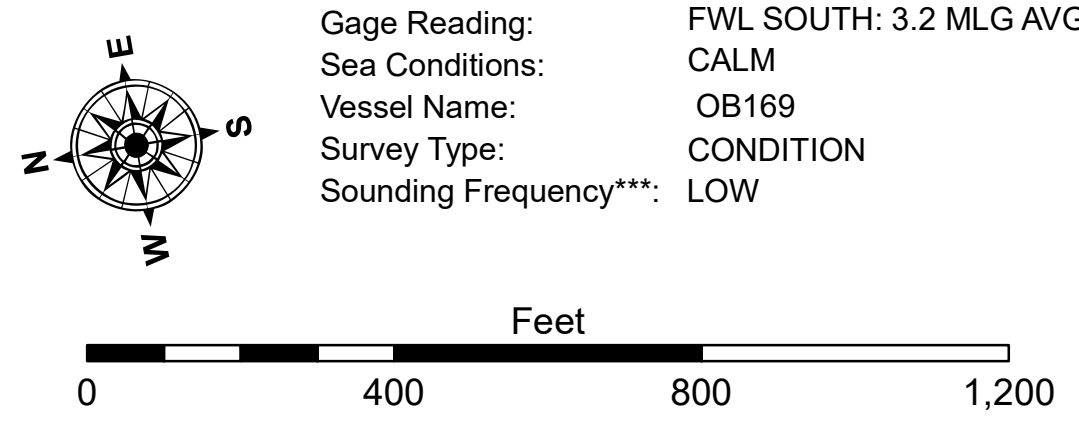 Gage Reading: FWL SOUTH: 3.2 MLG AVG
Sea Conditions: CALM
Vessel Name: OB169
Survey Type: CONDITION
Sounding Frequency***: LOW
E
S
N
W
Feet
0 400 800 1,200